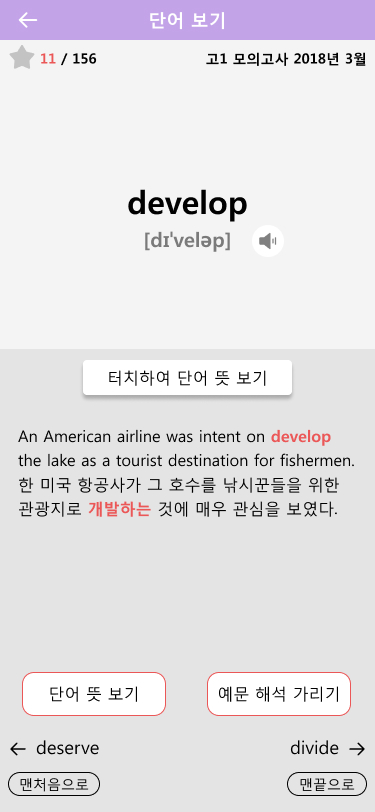 단어 보기
11 / 156
고1 모의고사 2018년 3월
develop
[dɪˈveləp]
터치하여 단어 뜻 보기
An American airline was intent on develop
the lake as a tourist destination for fishermen.
한 미국 항공사가 그 호수를 낚시꾼들을 위한
관광지로 개발하는 것에 매우 관심을 보였다.
단어 뜻 보기
예문 해석 가리기
← deserve
divide →
맨처음으로
맨끝으로